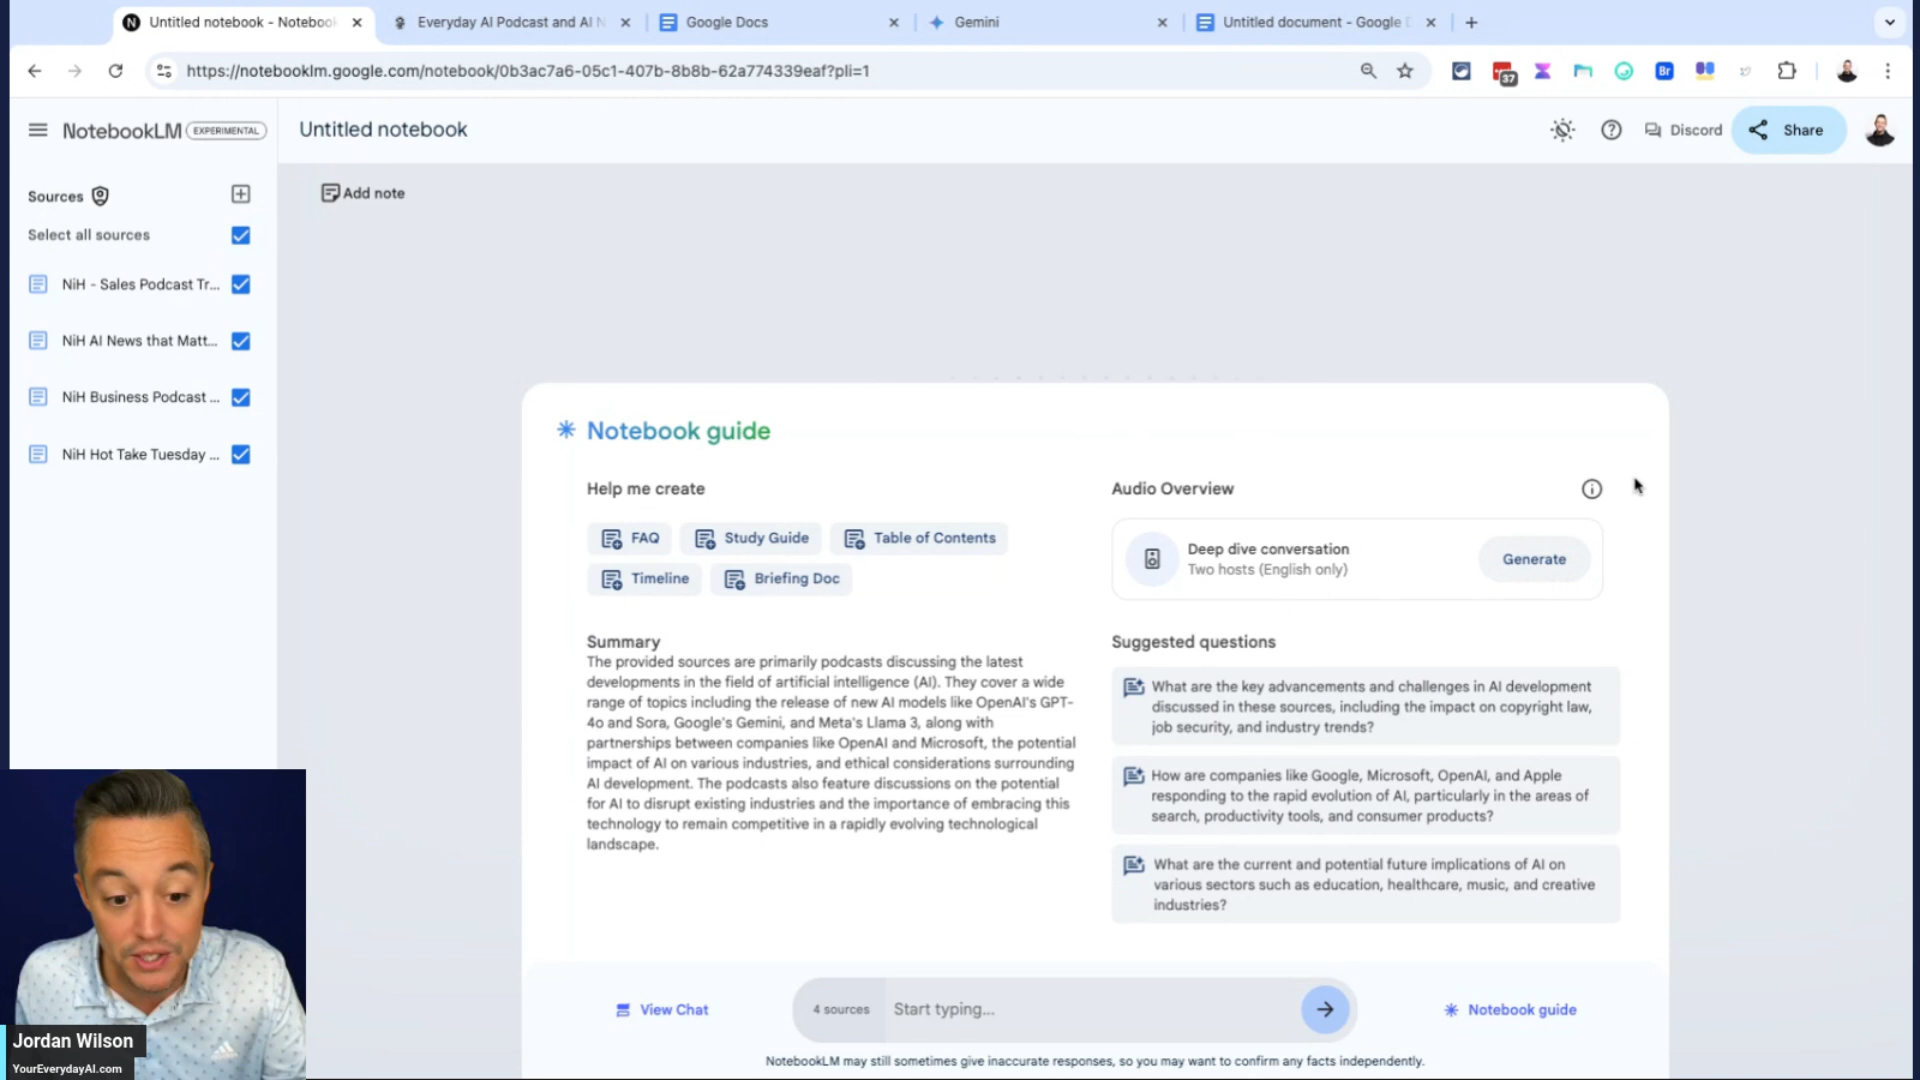 Untitled notebook - Notebook
Everyday AI Podcast and AI N
Google Docs
Gemini
Untitled document - Google
https://notebooklm.google.com/notebook/0b3ac7a6-05c1-407b-8b8b-62a774339eaf?pli=1
37
Br
NotebookLM EXPERIMENTAL
Untitled notebook
Discord
Share
Sources
Select all sources
NiH - Sales Podcast Tr...
NiH AI News that Matt...
NiH Business Podcast ...
NiH Hot Take Tuesday ...
Add note
Notebook guide
Help me create
FAQ
Study Guide
Table of Contents
Timeline
Briefing Doc
Summary
The provided sources are primarily podcasts discussing the latest
developments in the field of artificial intelligence (AI). They cover a wide
range of topics including the release of new AI models like OpenAI's GPT-
4o and Sora, Google's Gemini, and Meta's Llama 3, along with
partnerships between companies like OpenAI and Microsoft, the potential
impact of AI on various industries, and ethical considerations surrounding
AI development. The podcasts also feature discussions on the potential
for AI to disrupt existing industries and the importance of embracing this
technology to remain competitive in a rapidly evolving technological
landscape.
Audio Overview
Deep dive conversation
Two hosts (English only)
Generate
Suggested questions
What are the key advancements and challenges in AI development
discussed in these sources, including the impact on copyright law,
job security, and industry trends?
How are companies like Google, Microsoft, OpenAI, and Apple
responding to the rapid evolution of AI, particularly in the areas of
search, productivity tools, and consumer products?
What are the current and potential future implications of AI on
various sectors such as education, healthcare, music, and creative
industries?
View Chat
4 sources
Start typing...
Notebook guide
NotebookLM may still sometimes give inaccurate responses, so you may want to confirm any facts independently.
Jordan Wilson
YourEverydayAI.com